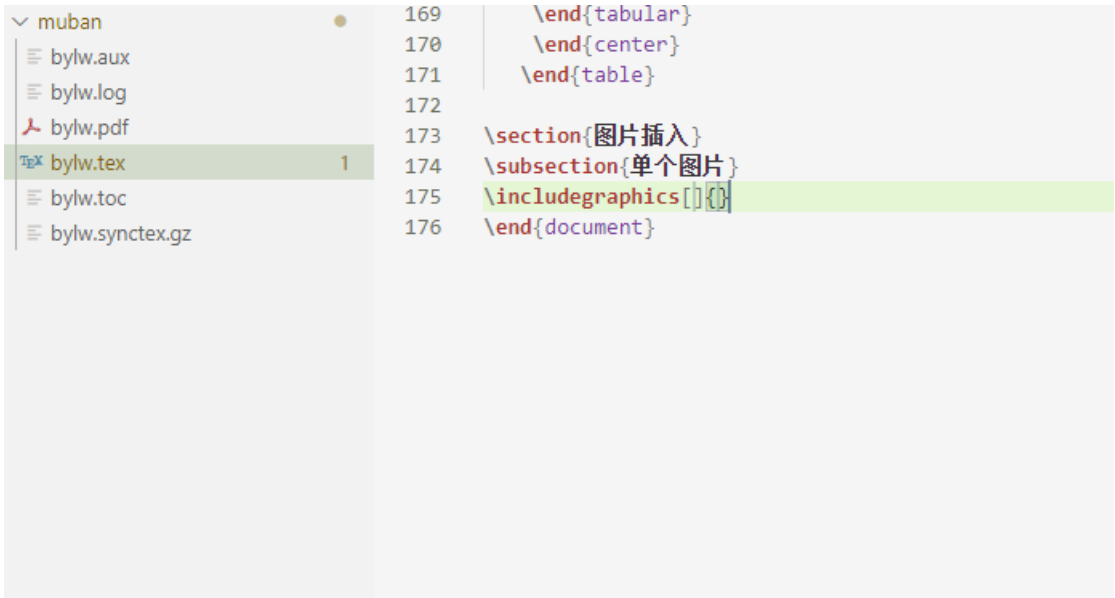 muban
bylw.aux
bylw.log
bylw.pdf
TEX bylw.tex 1
bylw.toc
bylw.synctex.gz
169 \end{tabular}
170 \end{center}
171 \end{table}
172
173 \section{图片插入}
174 \subsection{单个图片}
175 \includegraphics[]{}
176 \end{document}